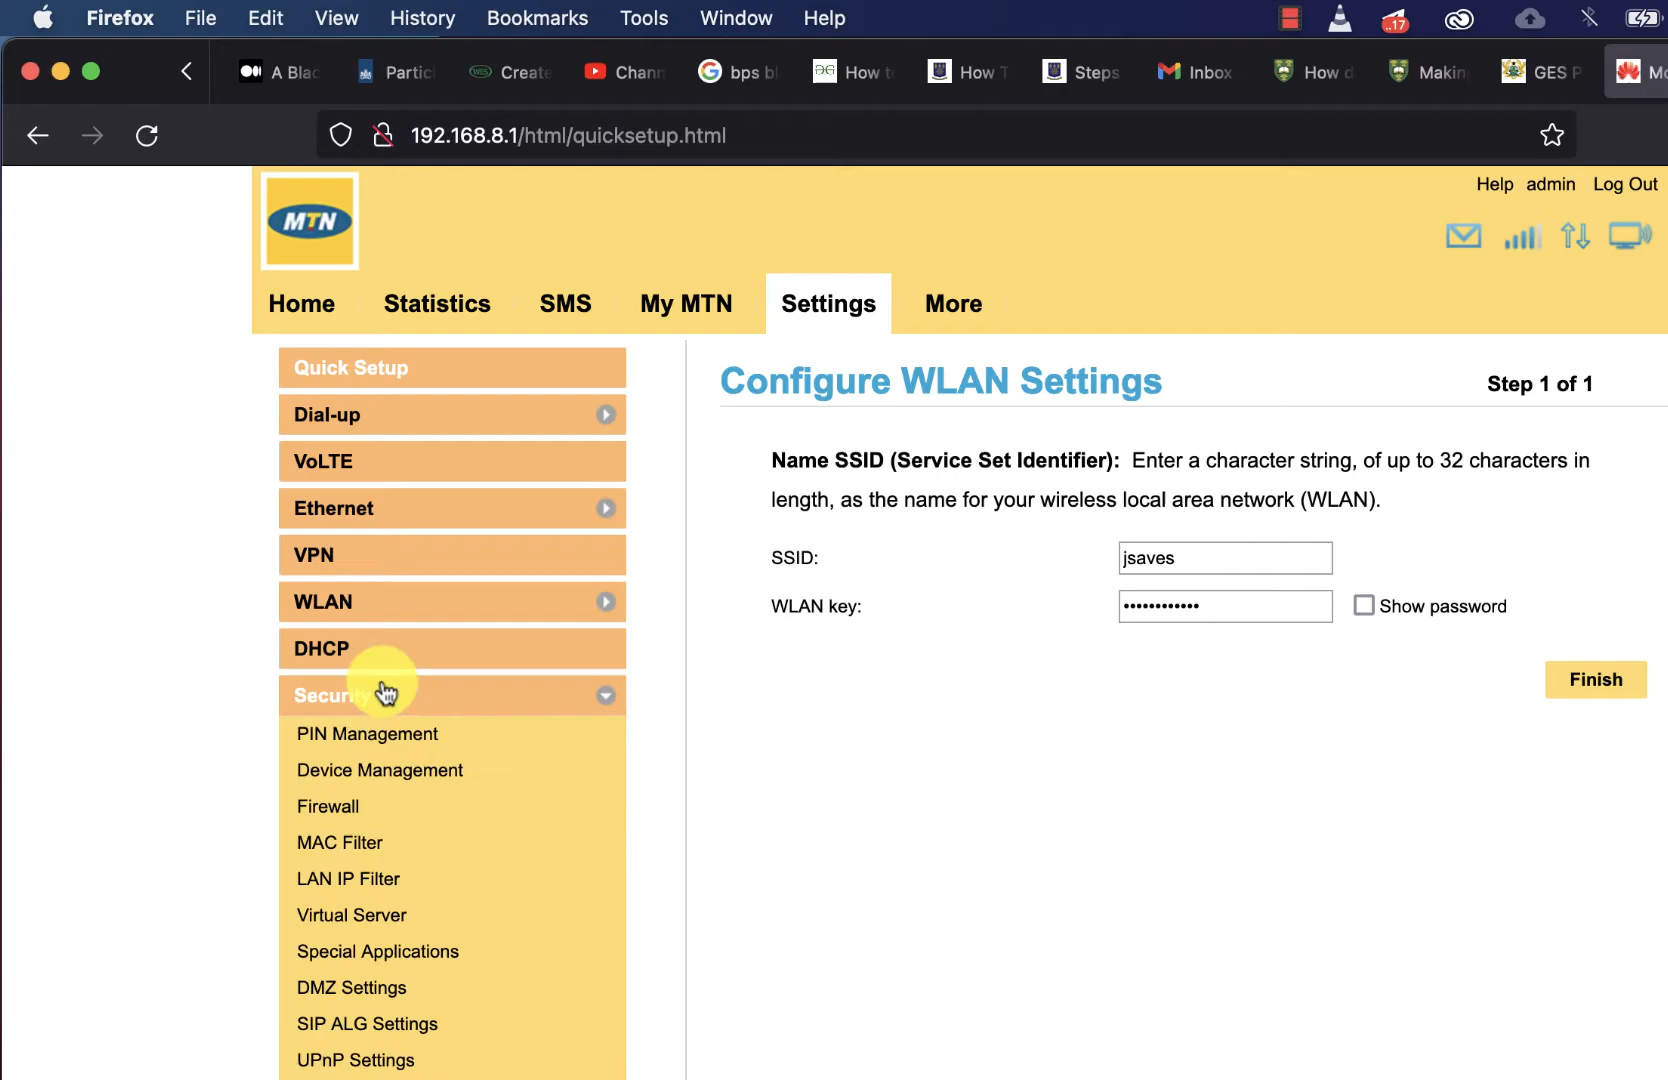 Firefox File Edit View History Bookmarks Tools Window Help
..17
A Blac Partic Create Chann bps bl How to How T Steps Inbox How d Makin GES P Mo
192.168.8.1/html/quicksetup.html
Help admin Log Out
MTN
Home Statistics SMS My MTN Settings More
Quick Setup
Dial-up
VoLTE
Ethernet
VPN
WLAN
DHCP
Security
PIN Management
Device Management
Firewall
MAC Filter
LAN IP Filter
Virtual Server
Special Applications
DMZ Settings
SIP ALG Settings
UPnP Settings
Configure WLAN Settings
Step 1 of 1
Name SSID (Service Set Identifier): Enter a character string, of up to 32 characters in
length, as the name for your wireless local area network (WLAN).
SSID: jsaves
WLAN key: •••••••••••• Show password
Finish